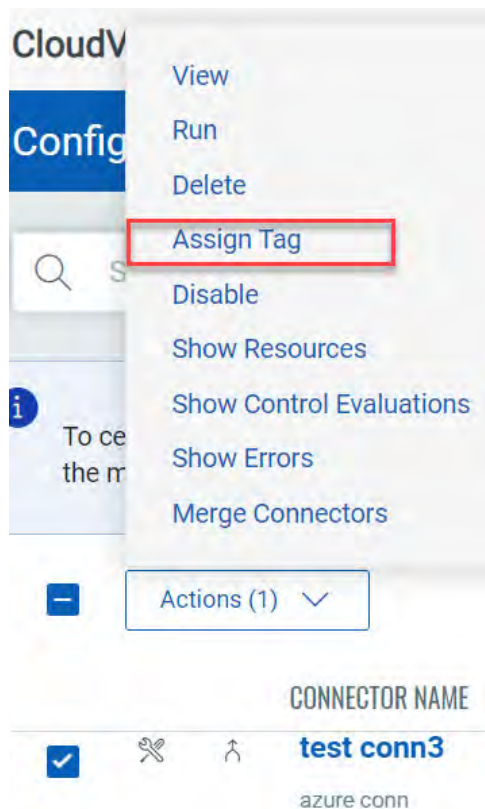 CloudV
View
Config
Run
Delete
Assign Tag
S
Disable
Show Resources
i
Show Control Evaluations
To ce
Show Errors
the m
Merge Connectors
Actions (1)
CONNECTOR NAME
test conn3
azure conn